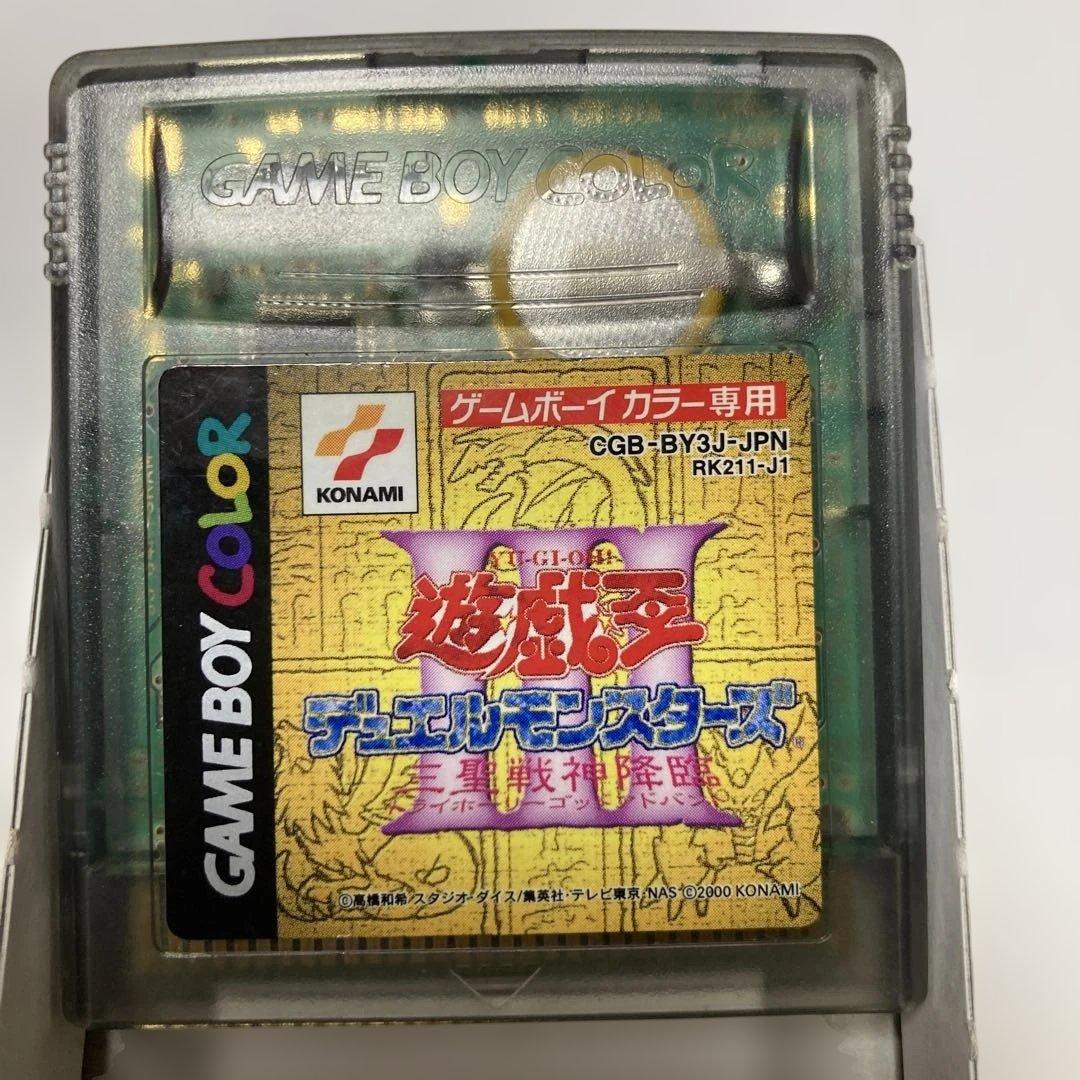 GAME BOY COLOR
GAME BOY COLOR
KONAMI
ゲームボーイカラー専用
CGB-BY3J-JPN
RK211-J1
YU-GI-OH!
遊戯王
III
デュエルモンスターズ
三聖戦神降臨
©高橋和希 スタジオ・ダイス/集英社・テレビ東京・NAS ©2000 KONAMI